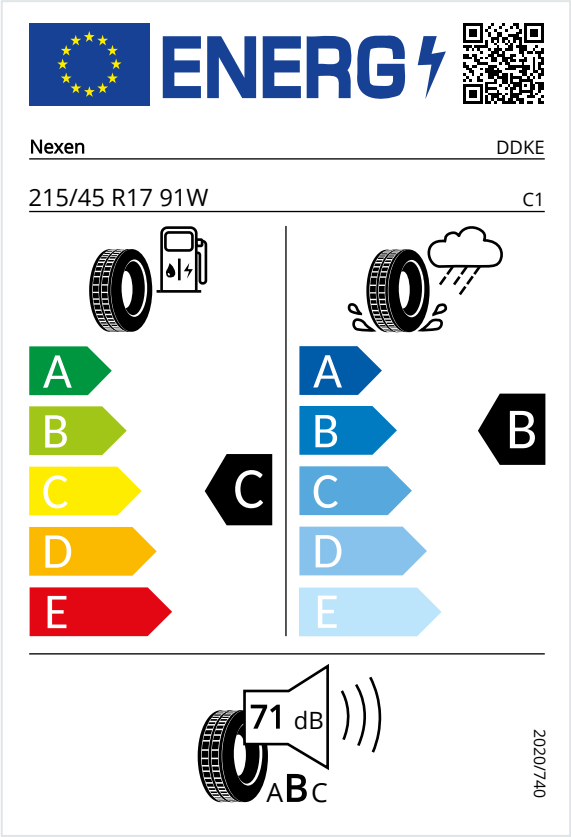 ENERG
Nexen DDKE
215/45 R17 91W C1
A A
B B B
C C C
D D
E E
71 dB
ABC
2020/740